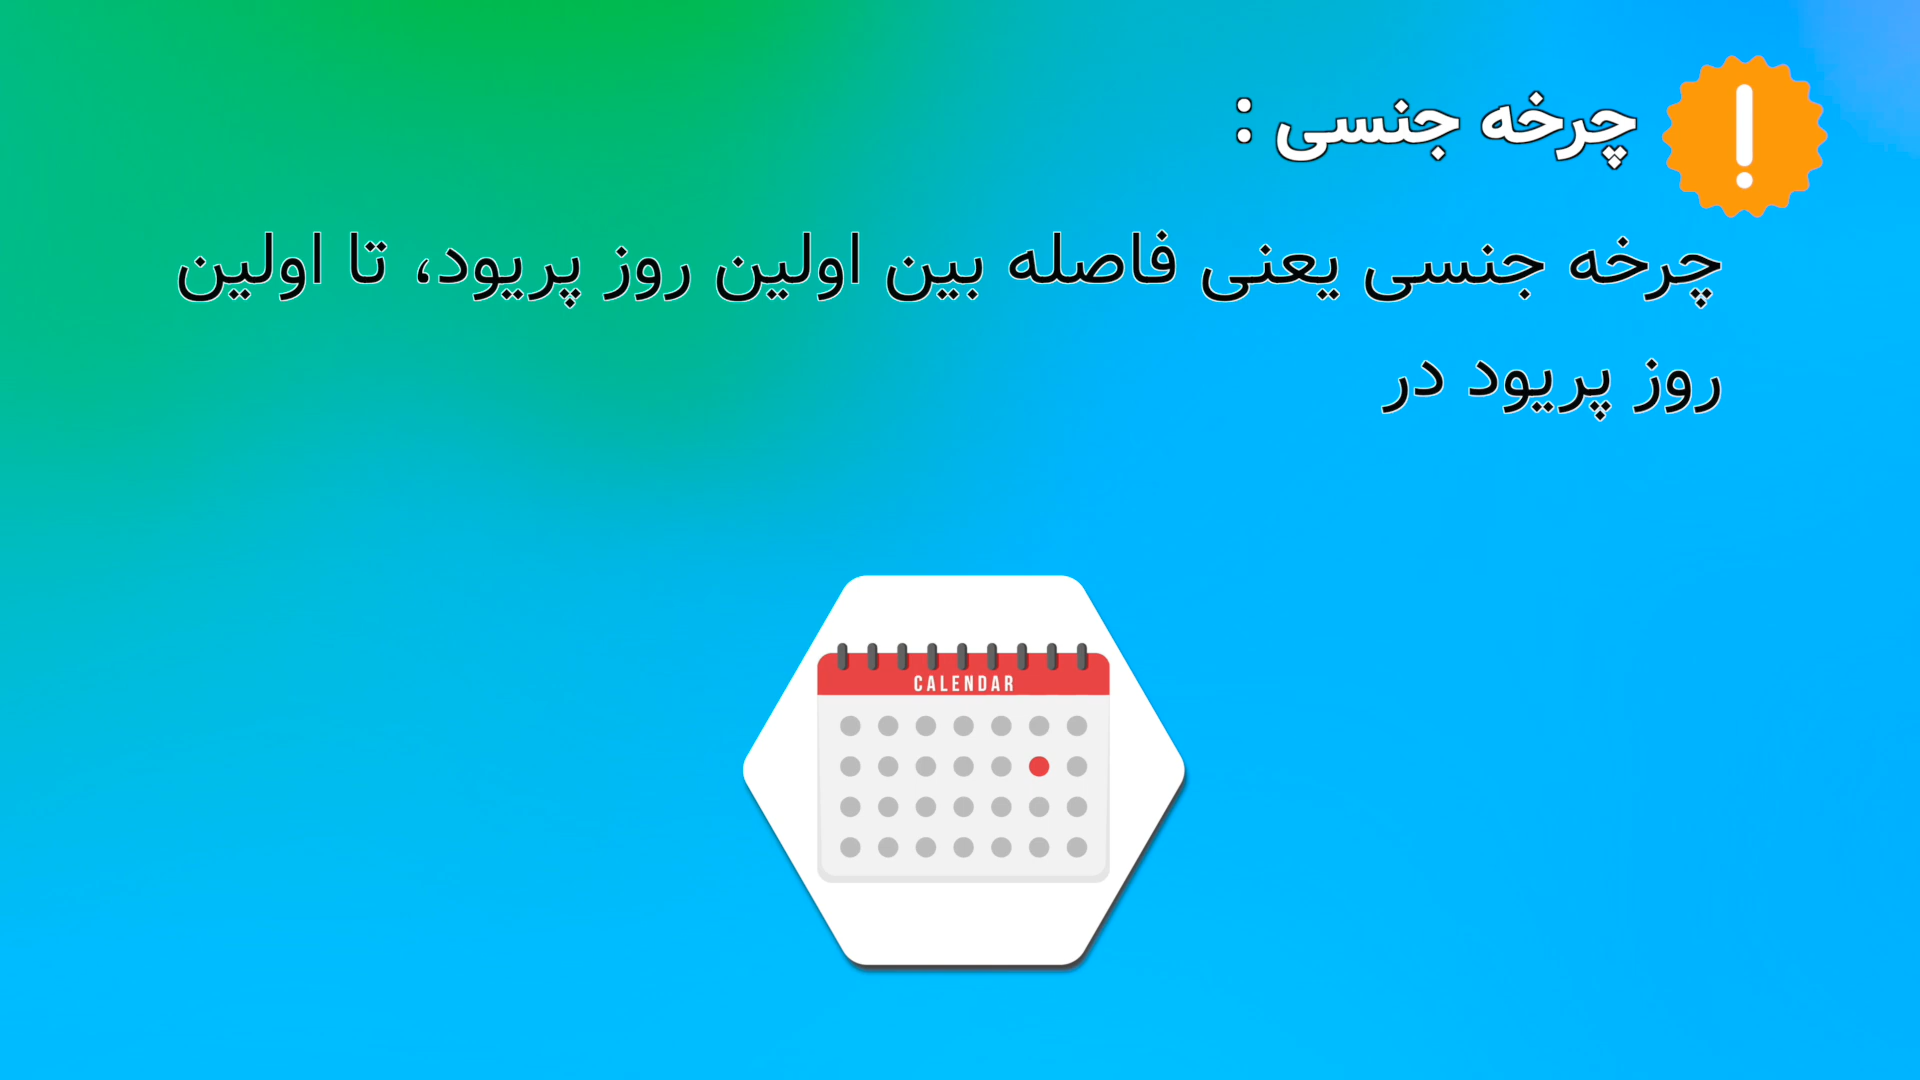 چرخه جنسی :
چرخه جنسی یعنی فاصله بین اولین روز پریود، تا اولین
روز پریود در
CALENDAR